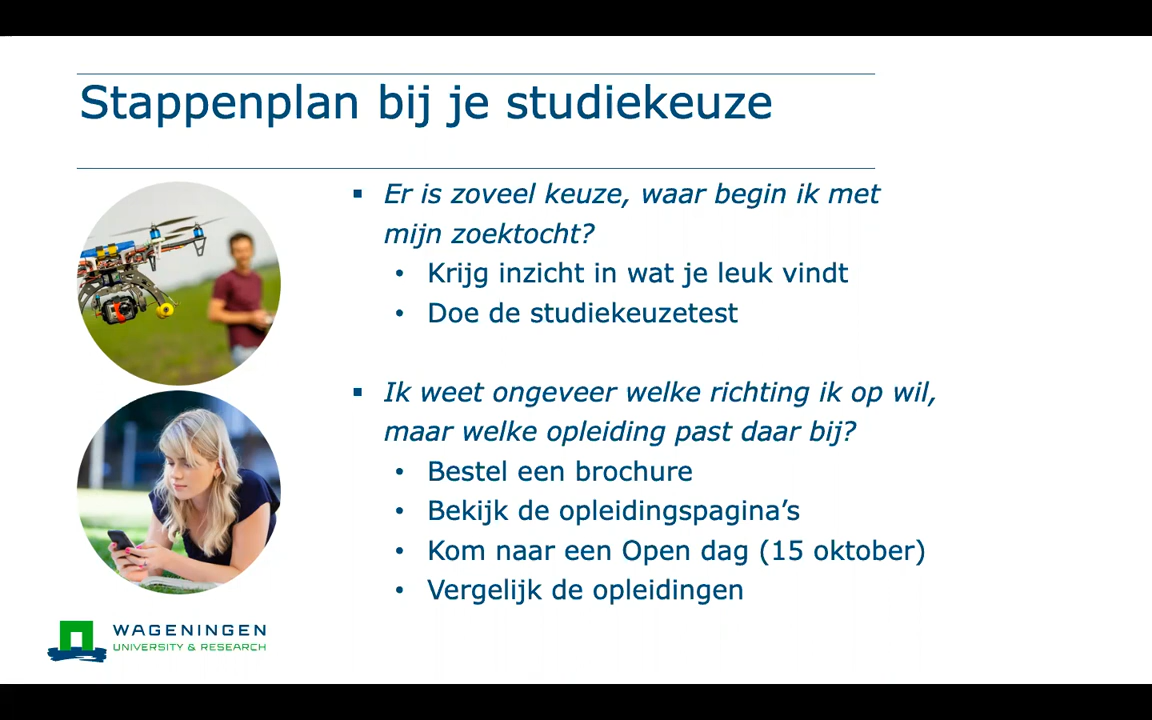 Stappenplan bij je studiekeuze
▪ Er is zoveel keuze, waar begin ik met
mijn zoektocht?
• Krijg inzicht in wat je leuk vindt
• Doe de studiekeuzetest
▪ Ik weet ongeveer welke richting ik op wil,
maar welke opleiding past daar bij?
• Bestel een brochure
• Bekijk de opleidingspagina’s
• Kom naar een Open dag (15 oktober)
• Vergelijk de opleidingen
WAGENINGEN
UNIVERSITY & RESEARCH